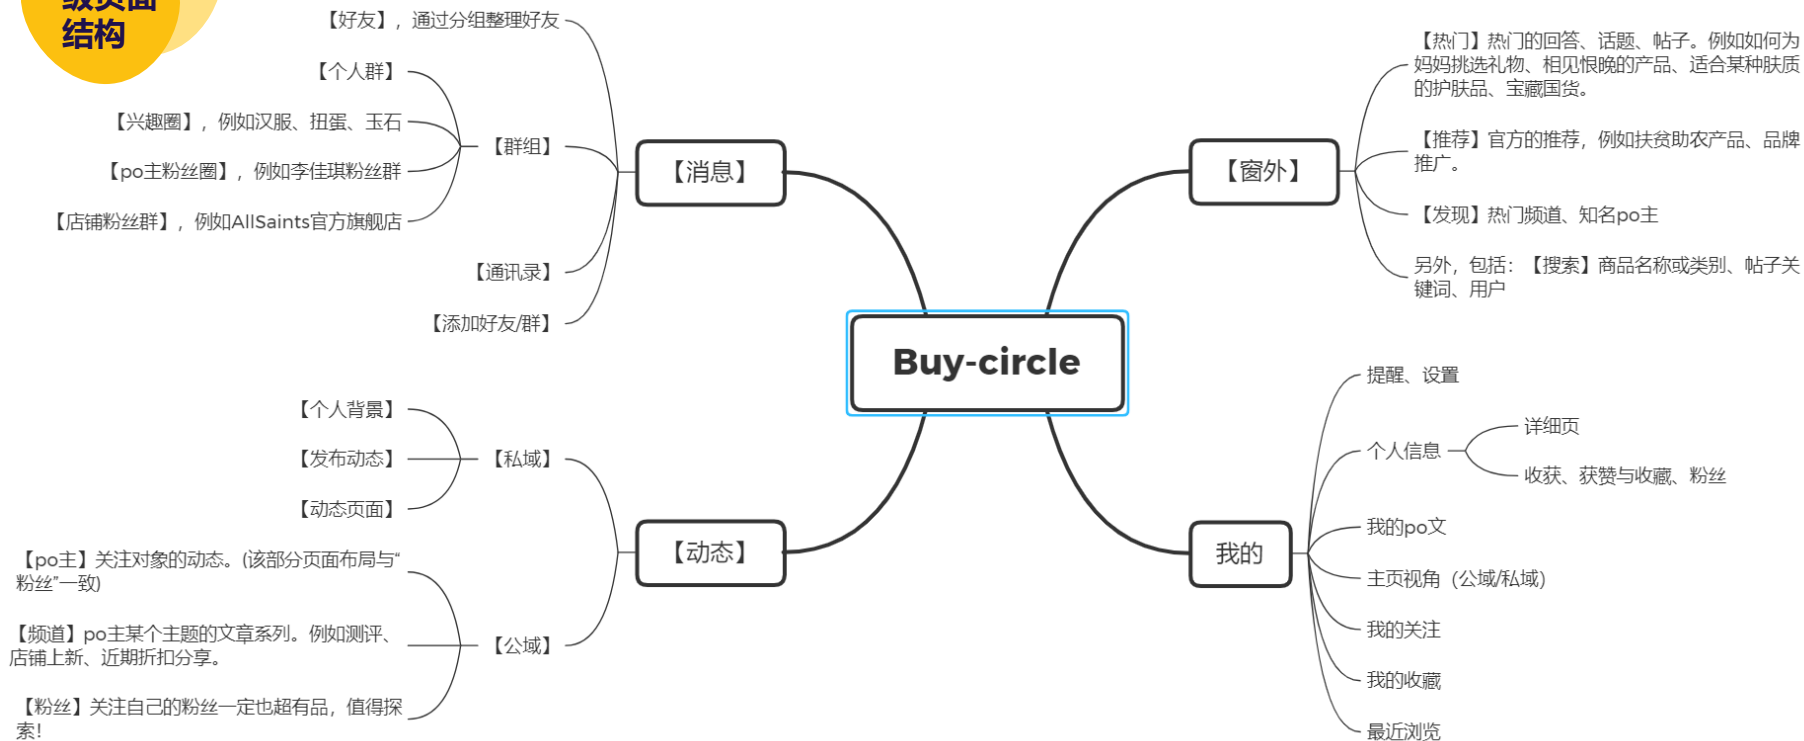 级页面
结构
【好友】，通过分组整理好友
【个人群】
【兴趣圈】，例如汉服、扭蛋、玉石
【群组】
【po主粉丝圈】，例如李佳琪粉丝群
【店铺粉丝群】，例如AllSaints官方旗舰店
【通讯录】
【添加好友/群】
【消息】
【个人背景】
【发布动态】
【私域】
【动态页面】
【动态】
【po主】关注对象的动态。(该部分页面布局与“
粉丝”一致)
【频道】po主某个主题的文章系列。例如测评、
店铺上新、近期折扣分享。
【公域】
【粉丝】关注自己的粉丝一定也超有品，值得探
索！
Buy-circle
【窗外】
【热门】热门的回答、话题、帖子。例如如何为
妈妈挑选礼物、相见恨晚的产品、适合某种肤质
的护肤品、宝藏国货。
【推荐】官方的推荐，例如扶贫助农产品、品牌
推广。
【发现】热门频道、知名po主
另外，包括：【搜索】商品名称或类别、帖子关
键词、用户
我的
提醒、设置
个人信息
详细页
收获、获赞与收藏、粉丝
我的po文
主页视角（公域/私域）
我的关注
我的收藏
最近浏览